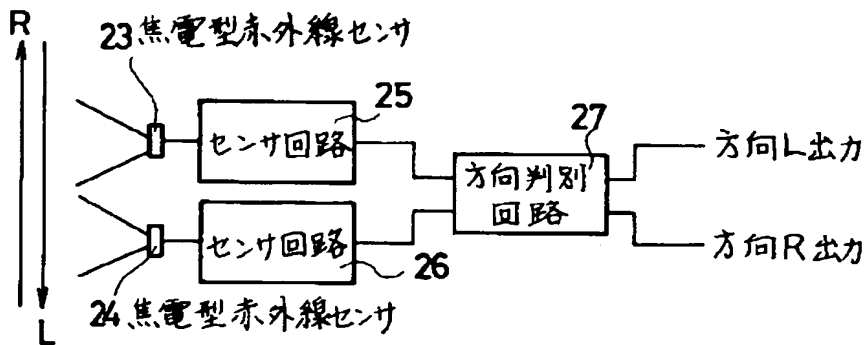 R
23 焦電型赤外線センサ
25
センサ回路
27
方向判別
回路
方向L出力
センサ回路
26
方向R出力
24 焦電型赤外線センサ
L